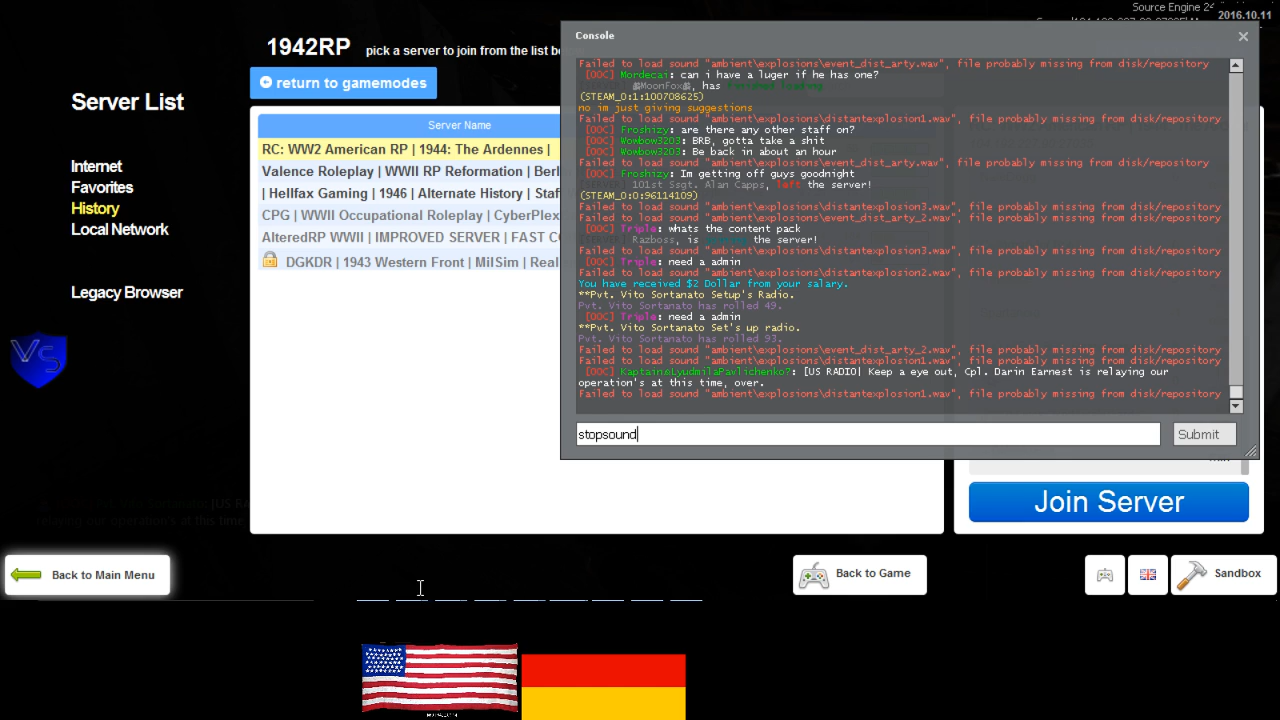 Source Engine 24
2016.10.11
1942RP pick a server to join from the list be
return to gamemodes
Server List
Internet
Favorites
History
Local Network
Legacy Browser
VS
Server Name
RC: WW2 American RP | 1944: The Ardennes |
Valence Roleplay | WWII RP Reformation | Berl
| Hellfax Gaming | 1946 | Alternate History | Staf
CPG | WWII Occupational Roleplay | CyberPlex
AlteredRP WWII | IMPROVED SERVER | FAST CO
DGKDR | 1943 Western Front | MilSim | Real
Console
Failed to load sound "ambient\explosions\event_dist_arty.wav", file probably missing from disk/repository
[OOC] Mordecai: can i have a luger if he has one?
MoonFox, has finished loading
(STEAM_0:1:100708625)
no im just giving suggestions
Failed to load sound "ambient\explosions\distantexplosion1.wav", file probably missing from disk/repository
[OOC] Froshizy: are there any other staff on?
[OOC] Wowbow3203: BRB, gotta take a shit
[OOC] Wowbow3203: Be back in about an hour
Failed to load sound "ambient\explosions\event_dist_arty.wav", file probably missing from disk/repository
[OOC] Froshizy: Im getting off guys goodnight
101st Ssgt. Alan Capps, left the server!
(STEAM_0:0:96114109)
Failed to load sound "ambient\explosions\distantexplosion3.wav", file probably missing from disk/repository
Failed to load sound "ambient\explosions\event_dist_arty_2.wav", file probably missing from disk/repository
[OOC] Triple: whats the content pack
Razboss, is the server!
Failed to load sound "ambient\explosions\distantexplosion3.wav", file probably missing from disk/repository
[OOC] Triple: need a admin
Failed to load sound "ambient\explosions\distantexplosion2.wav", file probably missing from disk/repository
You have received $2 Dollar from your salary.
**Pvt. Vito Sortanato Setup's Radio.
Pvt. Vito Sortanato has rolled 49.
[OOC] Triple: need a admin
**Pvt. Vito Sortanato Set's up radio.
Pvt. Vito Sortanato has rolled 93.
Failed to load sound "ambient\explosions\event_dist_arty_2.wav", file probably missing from disk/repository
Failed to load sound "ambient\explosions\distantexplosion1.wav", file probably missing from disk/repository
[OOC] Kaptain☭LyudmilaPavlichenko?: [US RADIO| Keep a eye out, Cpl. Darin Earnest is relaying our
operation's at this time, over.
Failed to load sound "ambient\explosions\distantexplosion1.wav", file probably missing from disk/repository
stopsound
Submit
Join Server
Back to Main Menu
Back to Game
Sandbox